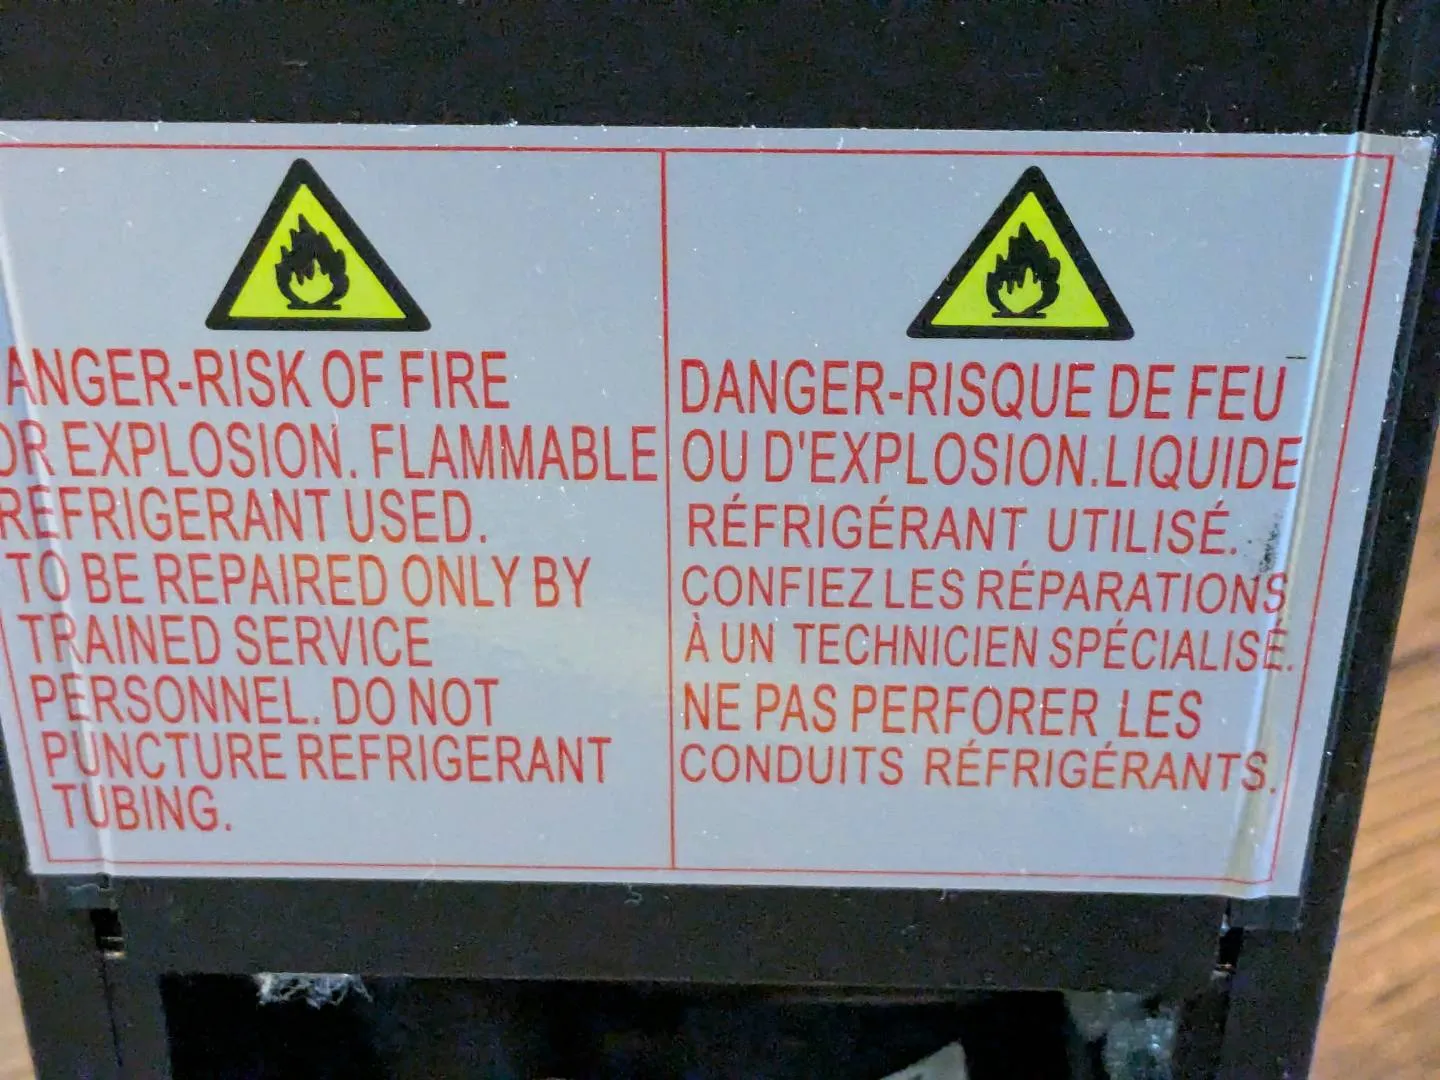 ANGER-RISK OF FIRE
OR EXPLOSION. FLAMMABLE
REFRIGERANT USED.
TO BE REPAIRED ONLY BY
TRAINED SERVICE
PERSONNEL. DO NOT
PUNCTURE REFRIGERANT
TUBING.
DANGER-RISQUE DE FEU
OU D'EXPLOSION.LIQUIDE
RÉFRIGÉRANT UTILISÉ.
CONFIEZ LES RÉPARATIONS
À UN TECHNICIEN SPÉCIALISÉ.
NE PAS PERFORER LES
CONDUITS RÉFRIGÉRANTS.